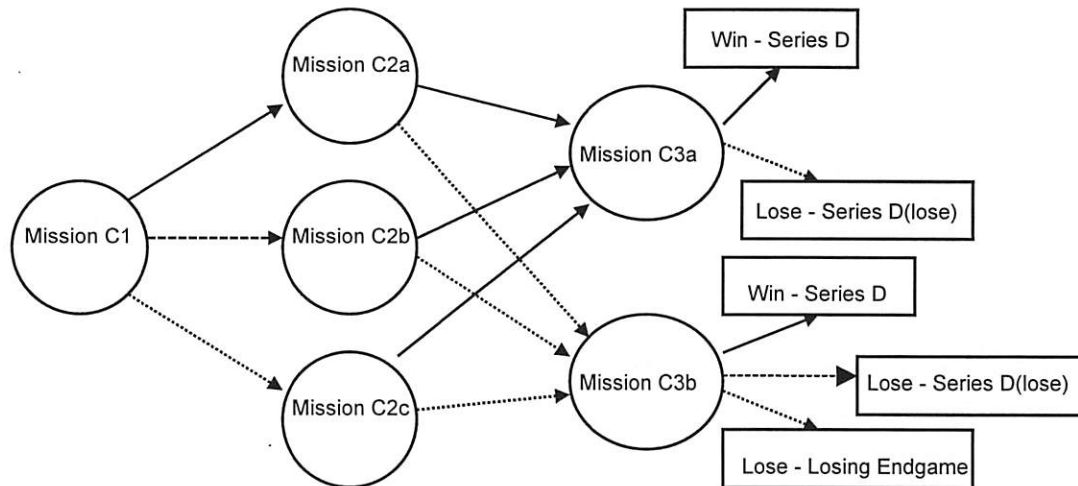 Win - Series D
Mission C2a
Mission C3a
Lose - Series D(lose)
Mission C1
Mission C2b
Win - Series D
Mission C3b
Lose - Series D(lose)
Mission C2c
Lose - Losing Endgame